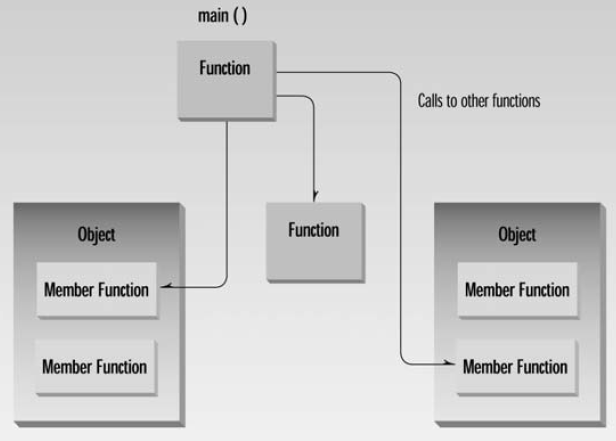 main ( )
Function
Calls to other functions
Object
Member Function
Member Function
Function
Object
Member Function
Member Function